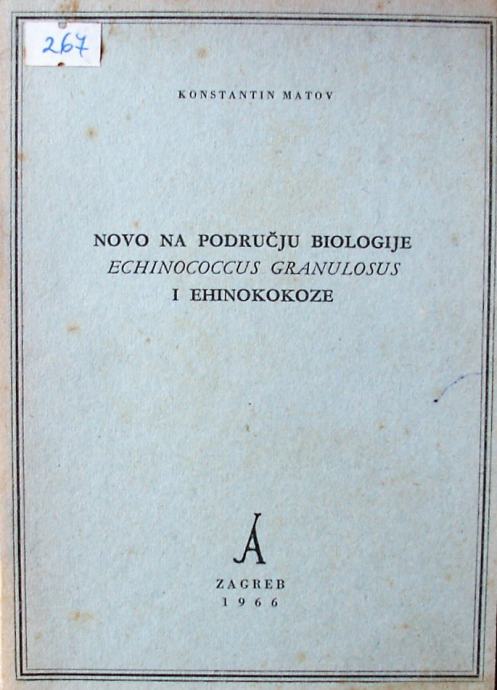 267
KONSTANTIN MATOV
NOVO NA PODRUČJU BIOLOGIJE
ECHINOCOCCUS GRANULOSUS
I EHINOKOKOZE
ZAGREB
1966